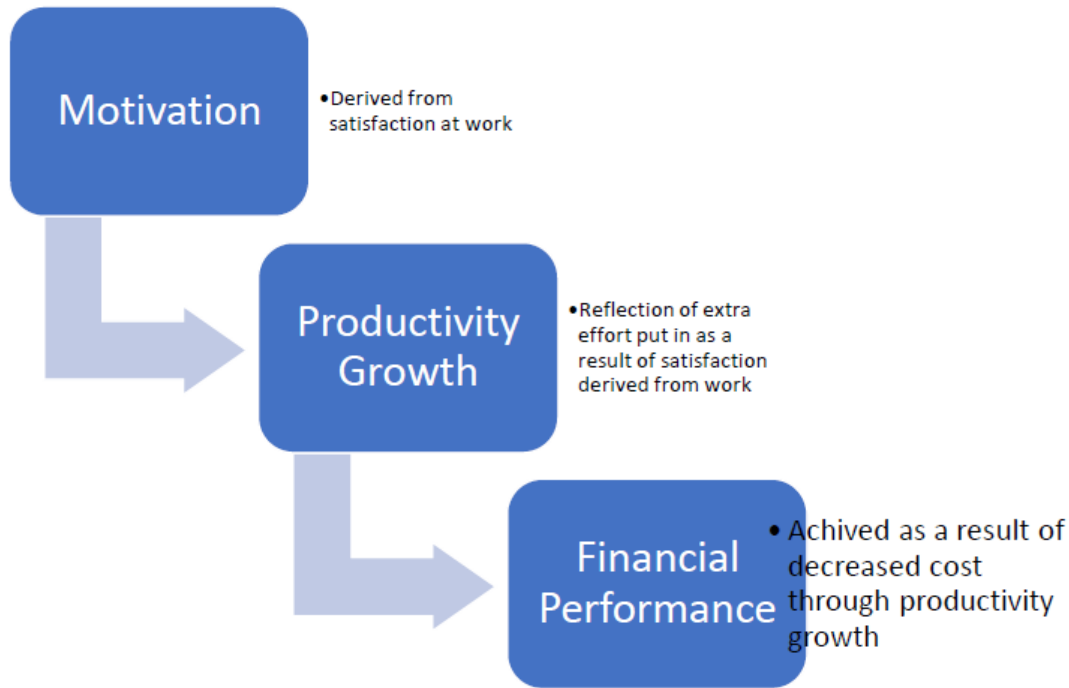 Motivation
•Derived from
satisfaction at work
Productivity
Growth
•Reflection of extra
effort put in as a
result of satisfaction
derived from work
Financial
Performance
• Achived as a result of
decreased cost
through productivity
growth